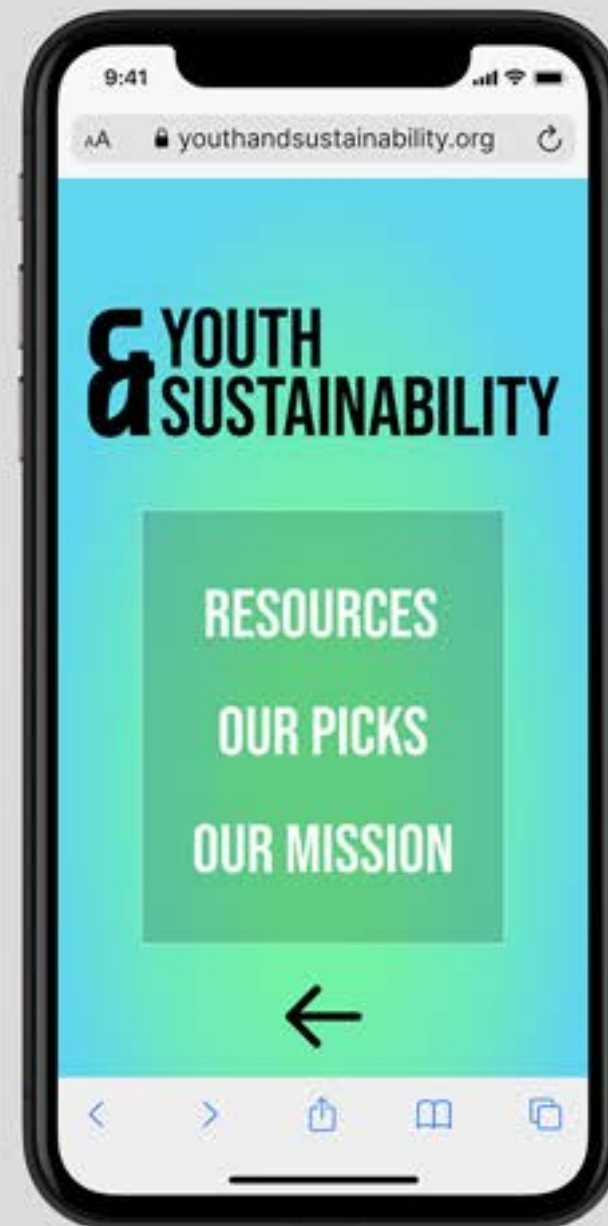 9:41
AA youthandsustainability.org
& YOUTH
SUSTAINABILITY
RESOURCES
OUR PICKS
OUR MISSION